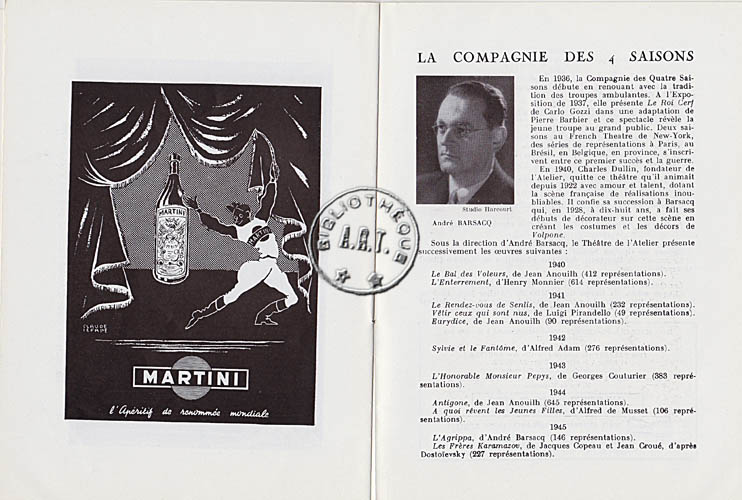 MARTINI
MARTINI
CLAUDE
MARTINI
l'Apéritif de renommée mondiale
BIBLIOTHÈQUE
A.R.T.
LA COMPAGNIE DES 4 SAISONS
Studio Harcourt
André BARSACQ
En 1936, la Compagnie des Quatre Sai-
sons débute en renouant avec la tradi-
tion des troupes ambulantes. A l'Expo-
sition de 1937, elle présente Le Roi Cerf
de Carlo Gozzi dans une adaptation de
Pierre Barbier et ce spectacle révèle la
jeune troupe au grand public. Deux sai-
sons au French Theatre de New-York,
des séries de représentations à Paris, au
Brésil, en Belgique, en province, s'inscri-
vent entre ce premier succès et la guerre.
En 1940, Charles Dullin, fondateur de
l'Atelier, quitte ce théâtre qu'il animait
depuis 1922 avec amour et talent, dotant
la scène française de réalisations inou-
bliables. Il confie sa succession à Barsacq
qui, en 1928, à dix-huit ans, a fait ses
débuts de décorateur sur cette scène en
créant les costumes et les décors de
Volpone.
Sous la direction d'André Barsacq, le Théâtre de l'Atelier présente
successivement les œuvres suivantes :
1940
Le Bal des Voleurs, de Jean Anouilh (412 représentations).
L'Enterrement, d'Henry Monnier (614 représentations).
1941
Le Rendez-vous de Senlis, de Jean Anouilh (232 représentations).
Vêtir ceux qui sont nus, de Luigi Pirandello (49 représentations).
Eurydice, de Jean Anouilh (90 représentations).
1942
Sylvie et le Fantôme, d'Alfred Adam (276 représentations).
1943
L'Honorable Monsieur Pepys, de Georges Couturier (383 repré-
sentations).
1944
Antigone, de Jean Anouilh (645 représentations).
A quoi rêvent les Jeunes Filles, d'Alfred de Musset (106 repré-
sentations).
1945
L'Agrippa, d'André Barsacq (146 représentations).
Les Frères Karamazov, de Jacques Copeau et Jean Croué, d'après
Dostoïevsky (227 représentations).